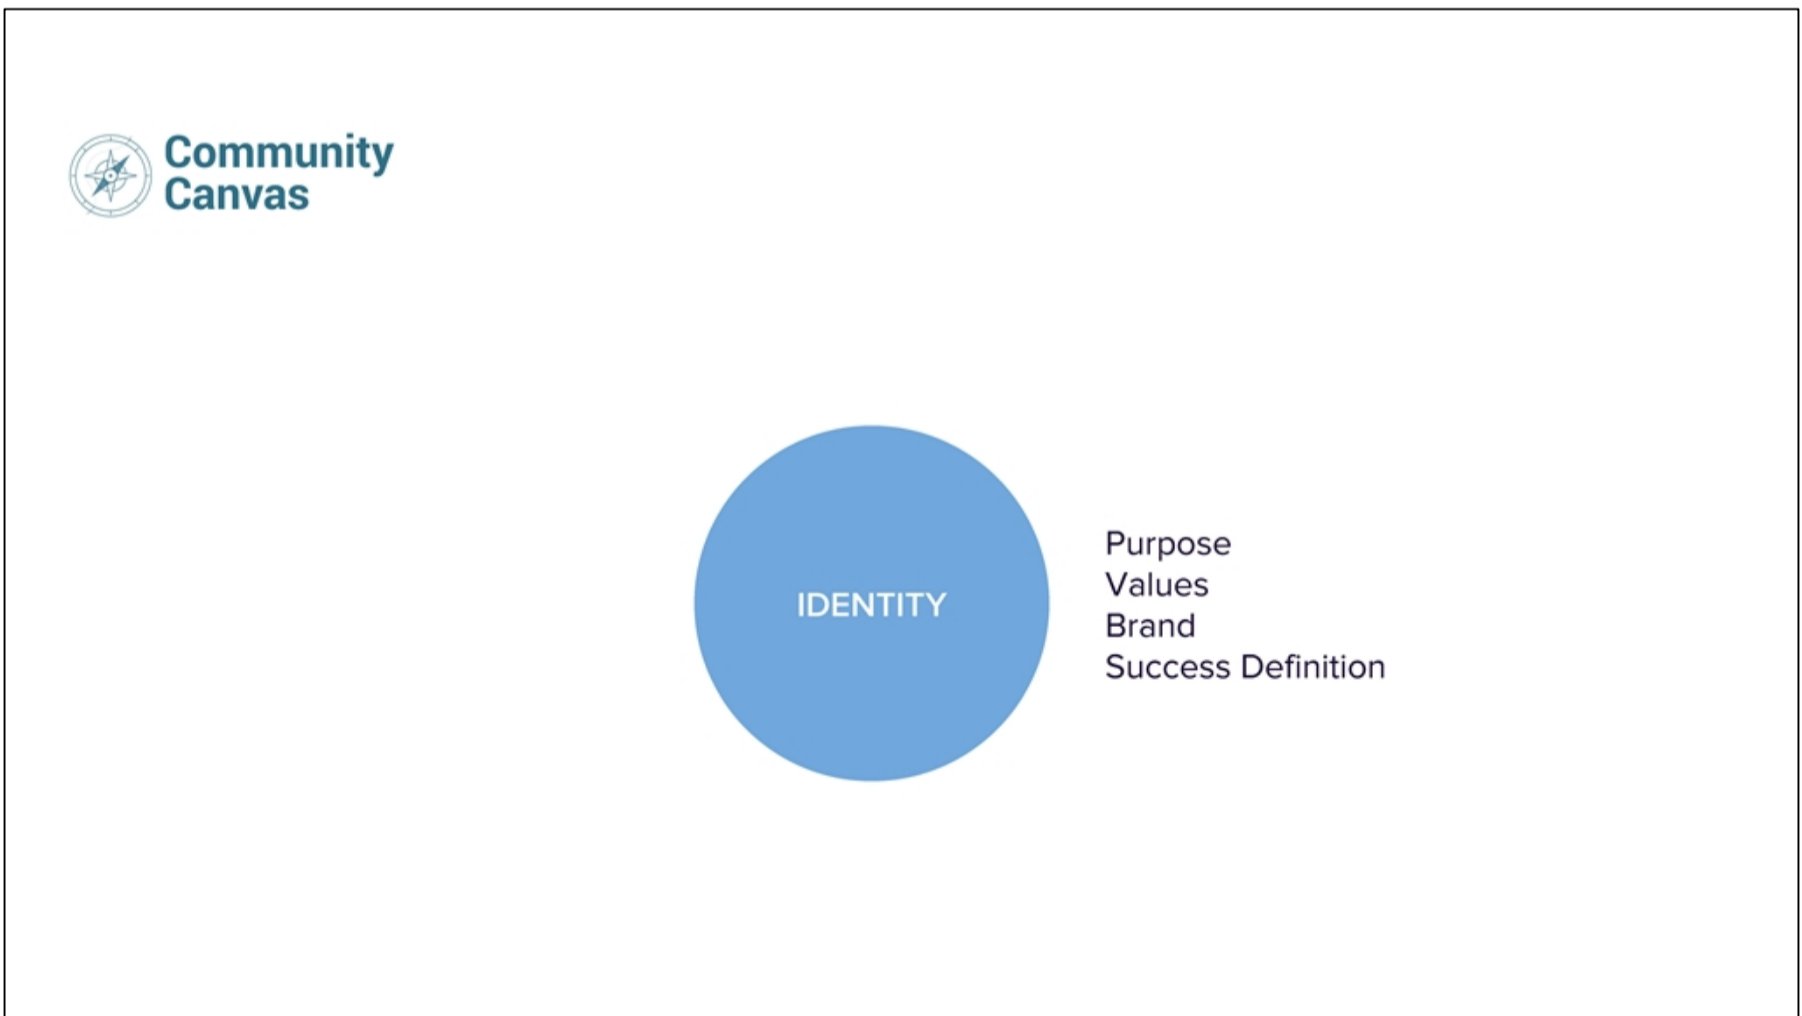 Community
Canvas
IDENTITY
Purpose
Values
Brand
Success Definition